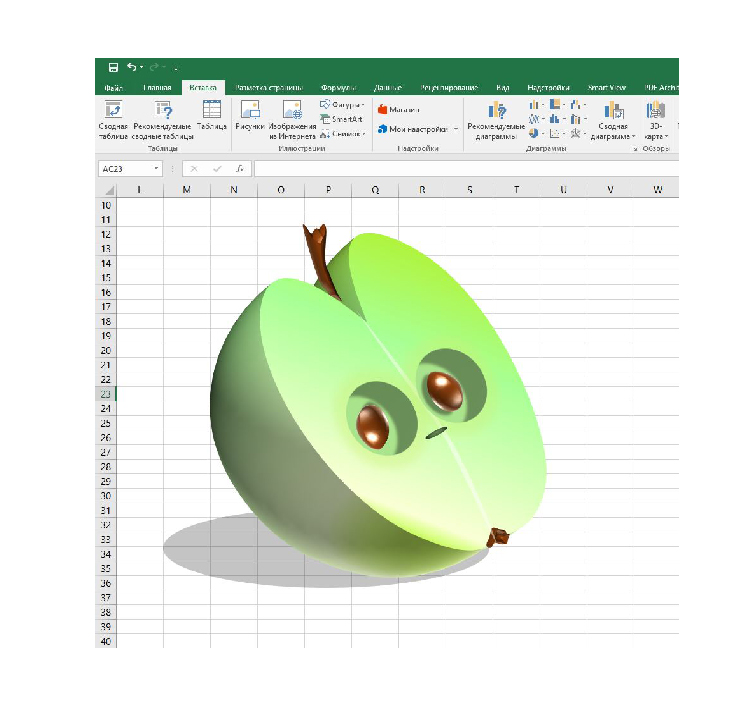 Файл Главная Вставка Разметка страницы Формулы Данные Рецензирование Вид Надстройки Smart View PDF Archi
Сводная таблица
Рекомендуемые сводные таблицы
Таблица
Рисунки
Изображения из Интернета
Фигуры
SmartArt
Снимок
Магазин
Мои надстройки
Рекомендуемые диаграммы
Сводная диаграмма
3D-карта
Таблицы Иллюстрации Надстройки Диаграммы Обзоры
AC23 fx
L M N O P Q R S T U V W
10
11
12
13
14
15
16
17
18
19
20
21
22
23
24
25
26
27
28
29
30
31
32
33
34
35
36
37
38
39
40